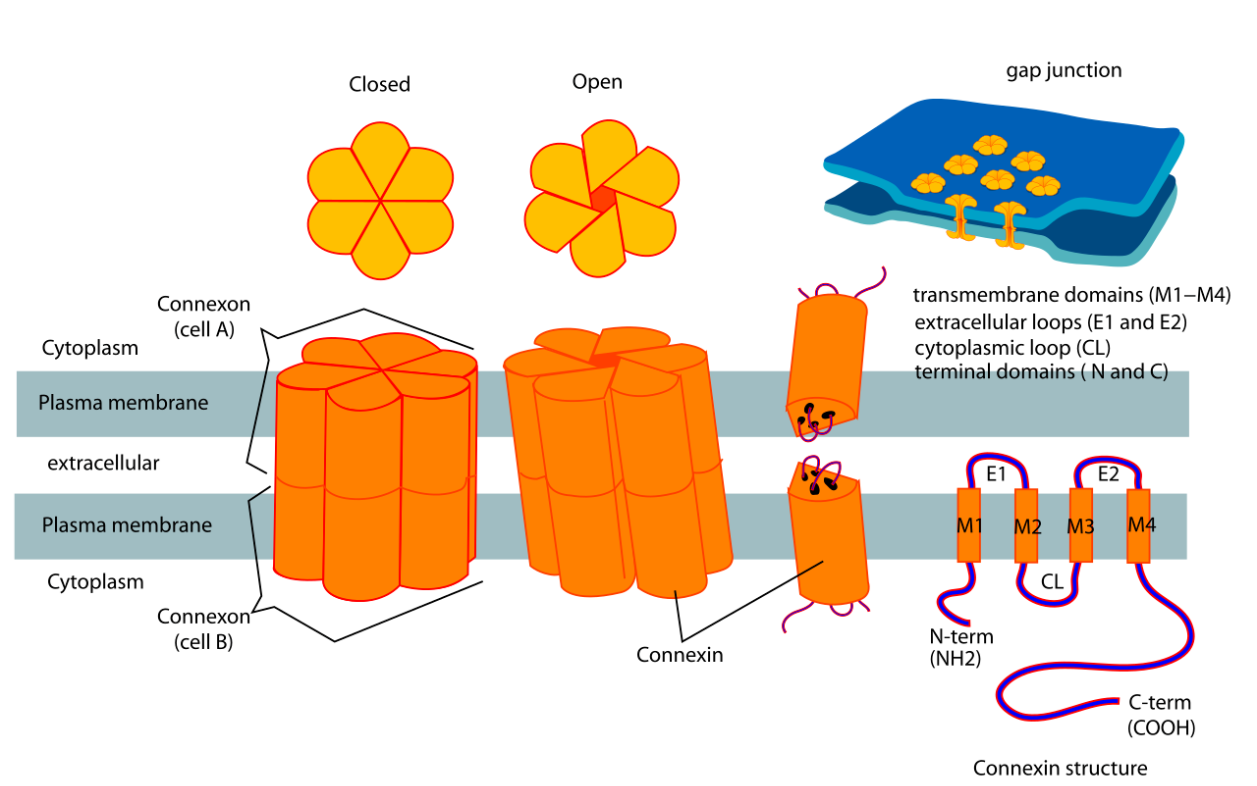 gap junction
Closed
Open
Connexon
(cell A)
Cytoplasm
Plasma membrane
extracellular
Plasma membrane
Cytoplasm
Connexon
(cell B)
Connexin
transmembrane domains (M1–M4)
extracellular loops (E1 and E2)
cytoplasmic loop (CL)
terminal domains ( N and C)
E1
E2
M1
M2
M3
M4
CL
N-term
(NH2)
C-term
(COOH)
Connexin structure